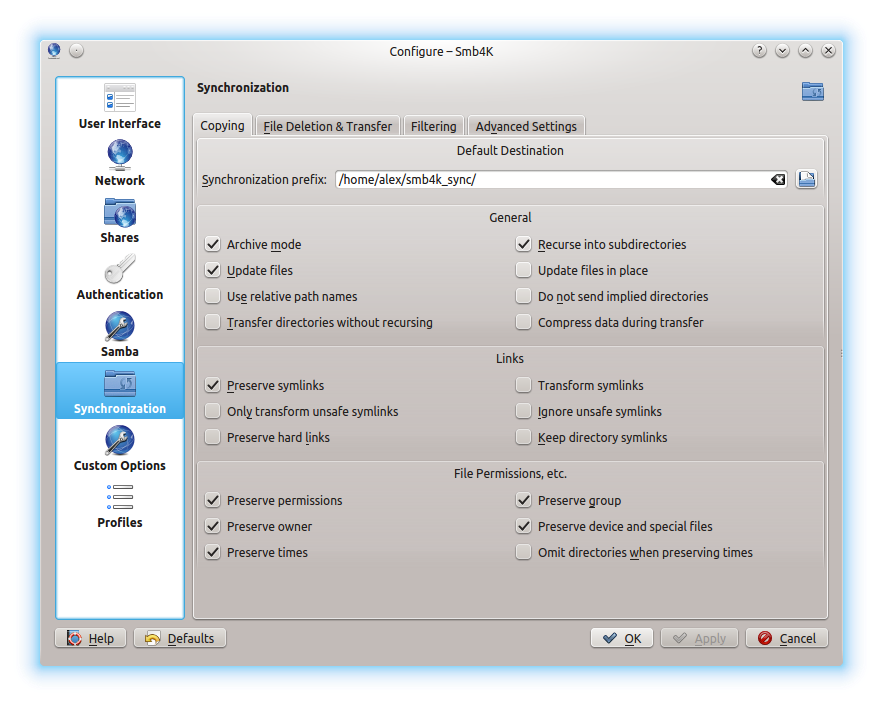 Configure – Smb4K
User Interface
Network
Shares
Authentication
Samba
Synchronization
Custom Options
Profiles
Synchronization
Copying File Deletion & Transfer Filtering Advanced Settings
Default Destination
Synchronization prefix: /home/alex/smb4k_sync/
General
Archive mode Recurse into subdirectories
Update files Update files in place
Use relative path names Do not send implied directories
Transfer directories without recursing Compress data during transfer
Links
Preserve symlinks Transform symlinks
Only transform unsafe symlinks Ignore unsafe symlinks
Preserve hard links Keep directory symlinks
File Permissions, etc.
Preserve permissions Preserve group
Preserve owner Preserve device and special files
Preserve times Omit directories when preserving times
Help Defaults OK Apply Cancel